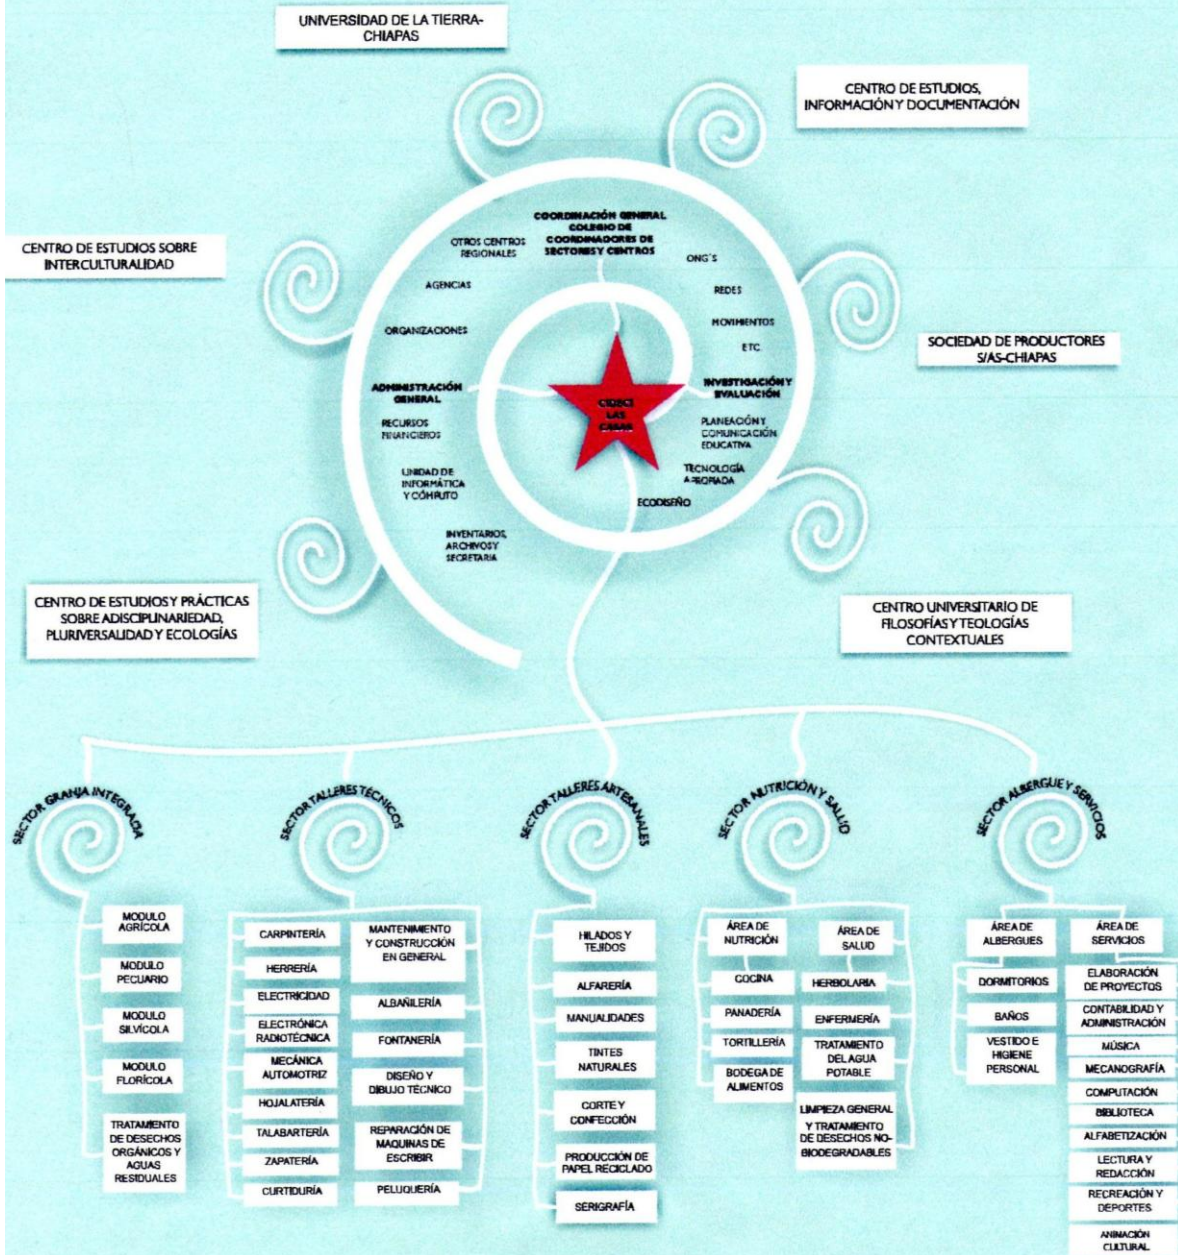 UNIVERSIDAD DE LA TIERRA-
CHIAPAS
CENTRO DE ESTUDIOS,
INFORMACIÓN Y DOCUMENTACIÓN
CENTRO DE ESTUDIOS SOBRE
INTERCULTURALIDAD
SOCIEDAD DE PRODUCTORES
S/AS-CHIAPAS
CENTRO DE ESTUDIOS Y PRÁCTICAS
SOBRE ADISCIPLINARIEDAD,
PLURIVERSALIDAD Y ECOLOGÍAS
CENTRO UNIVERSITARIO DE
FILOSOFÍAS Y TEOLOGÍAS
CONTEXTUALES
COORDINACIÓN GENERAL
COLEGIO DE
COORDINADORES DE
SECTORES Y CENTROS
OTROS CENTROS
REGIONALES
AGENCIAS
ORGANIZACIONES
ONG´S
REDES
MOVIMIENTOS
ETC.
ADMINISTRACIÓN
GENERAL
RECURSOS
FINANCIEROS
UNIDAD DE
INFORMÁTICA
Y CÓMPUTO
INVENTARIOS,
ARCHIVOS Y
SECRETARIA
CIDECI
LAS
CASAS
INVESTIGACIÓN Y
EVALUACIÓN
PLANEACIÓN Y
COMUNICACIÓN
EDUCATIVA
TECNOLOGÍA
APROPIADA
ECODISEÑO
SECTOR GRANJA INTEGRADA
MODULO
AGRÍCOLA
MODULO
PECUARIO
MODULO
SILVÍCOLA
MODULO
FLORÍCOLA
TRATAMIENTO
DE DESECHOS
ORGÁNICOS Y
AGUAS
RESIDUALES
SECTOR TALLERES TÉCNICOS
CARPINTERÍA
HERRERÍA
ELECTRICIDAD
ELECTRÓNICA
RADIOTÉCNICA
MECÁNICA
AUTOMOTRIZ
HOJALATERÍA
TALABARTERÍA
ZAPATERÍA
CURTIDURÍA
MANTENIMIENTO
Y CONSTRUCCIÓN
EN GENERAL
ALBAÑILERÍA
FONTANERÍA
DISEÑO Y
DIBUJO TÉCNICO
REPARACIÓN DE
MAQUINAS DE
ESCRIBIR
PELUQUERÍA
SECTOR TALLERES ARTESANALES
HILADOS Y
TEJIDOS
ALFARERÍA
MANUALIDADES
TINTES
NATURALES
CORTE Y
CONFECCIÓN
PRODUCCIÓN DE
PAPEL RECICLADO
SERIGRAFÍA
SECTOR NUTRICIÓN Y SALUD
ÁREA DE
NUTRICIÓN
COCINA
PANADERÍA
TORTILLERÍA
BODEGA DE
ALIMENTOS
ÁREA DE
SALUD
HERBOLARIA
ENFERMERÍA
TRATAMIENTO
DEL AGUA
POTABLE
LIMPIEZA GENERAL
Y TRATAMIENTO
DE DESECHOS NO-
BIODEGRADABLES
SECTOR ALBERGUE Y SERVICIOS
ÁREA DE
ALBERGUES
DORMITORIOS
BAÑOS
VESTIDO E
HIGIENE
PERSONAL
ÁREA DE
SERVICIOS
ELABORACIÓN
DE PROYECTOS
CONTABILIDAD Y
ADMINISTRACIÓN
MÚSICA
MECANOGRAFÍA
COMPUTACIÓN
BIBLIOTECA
ALFABETIZACIÓN
LECTURA Y
REDACCIÓN
RECREACIÓN Y
DEPORTES
ANIMACIÓN
CULTURAL